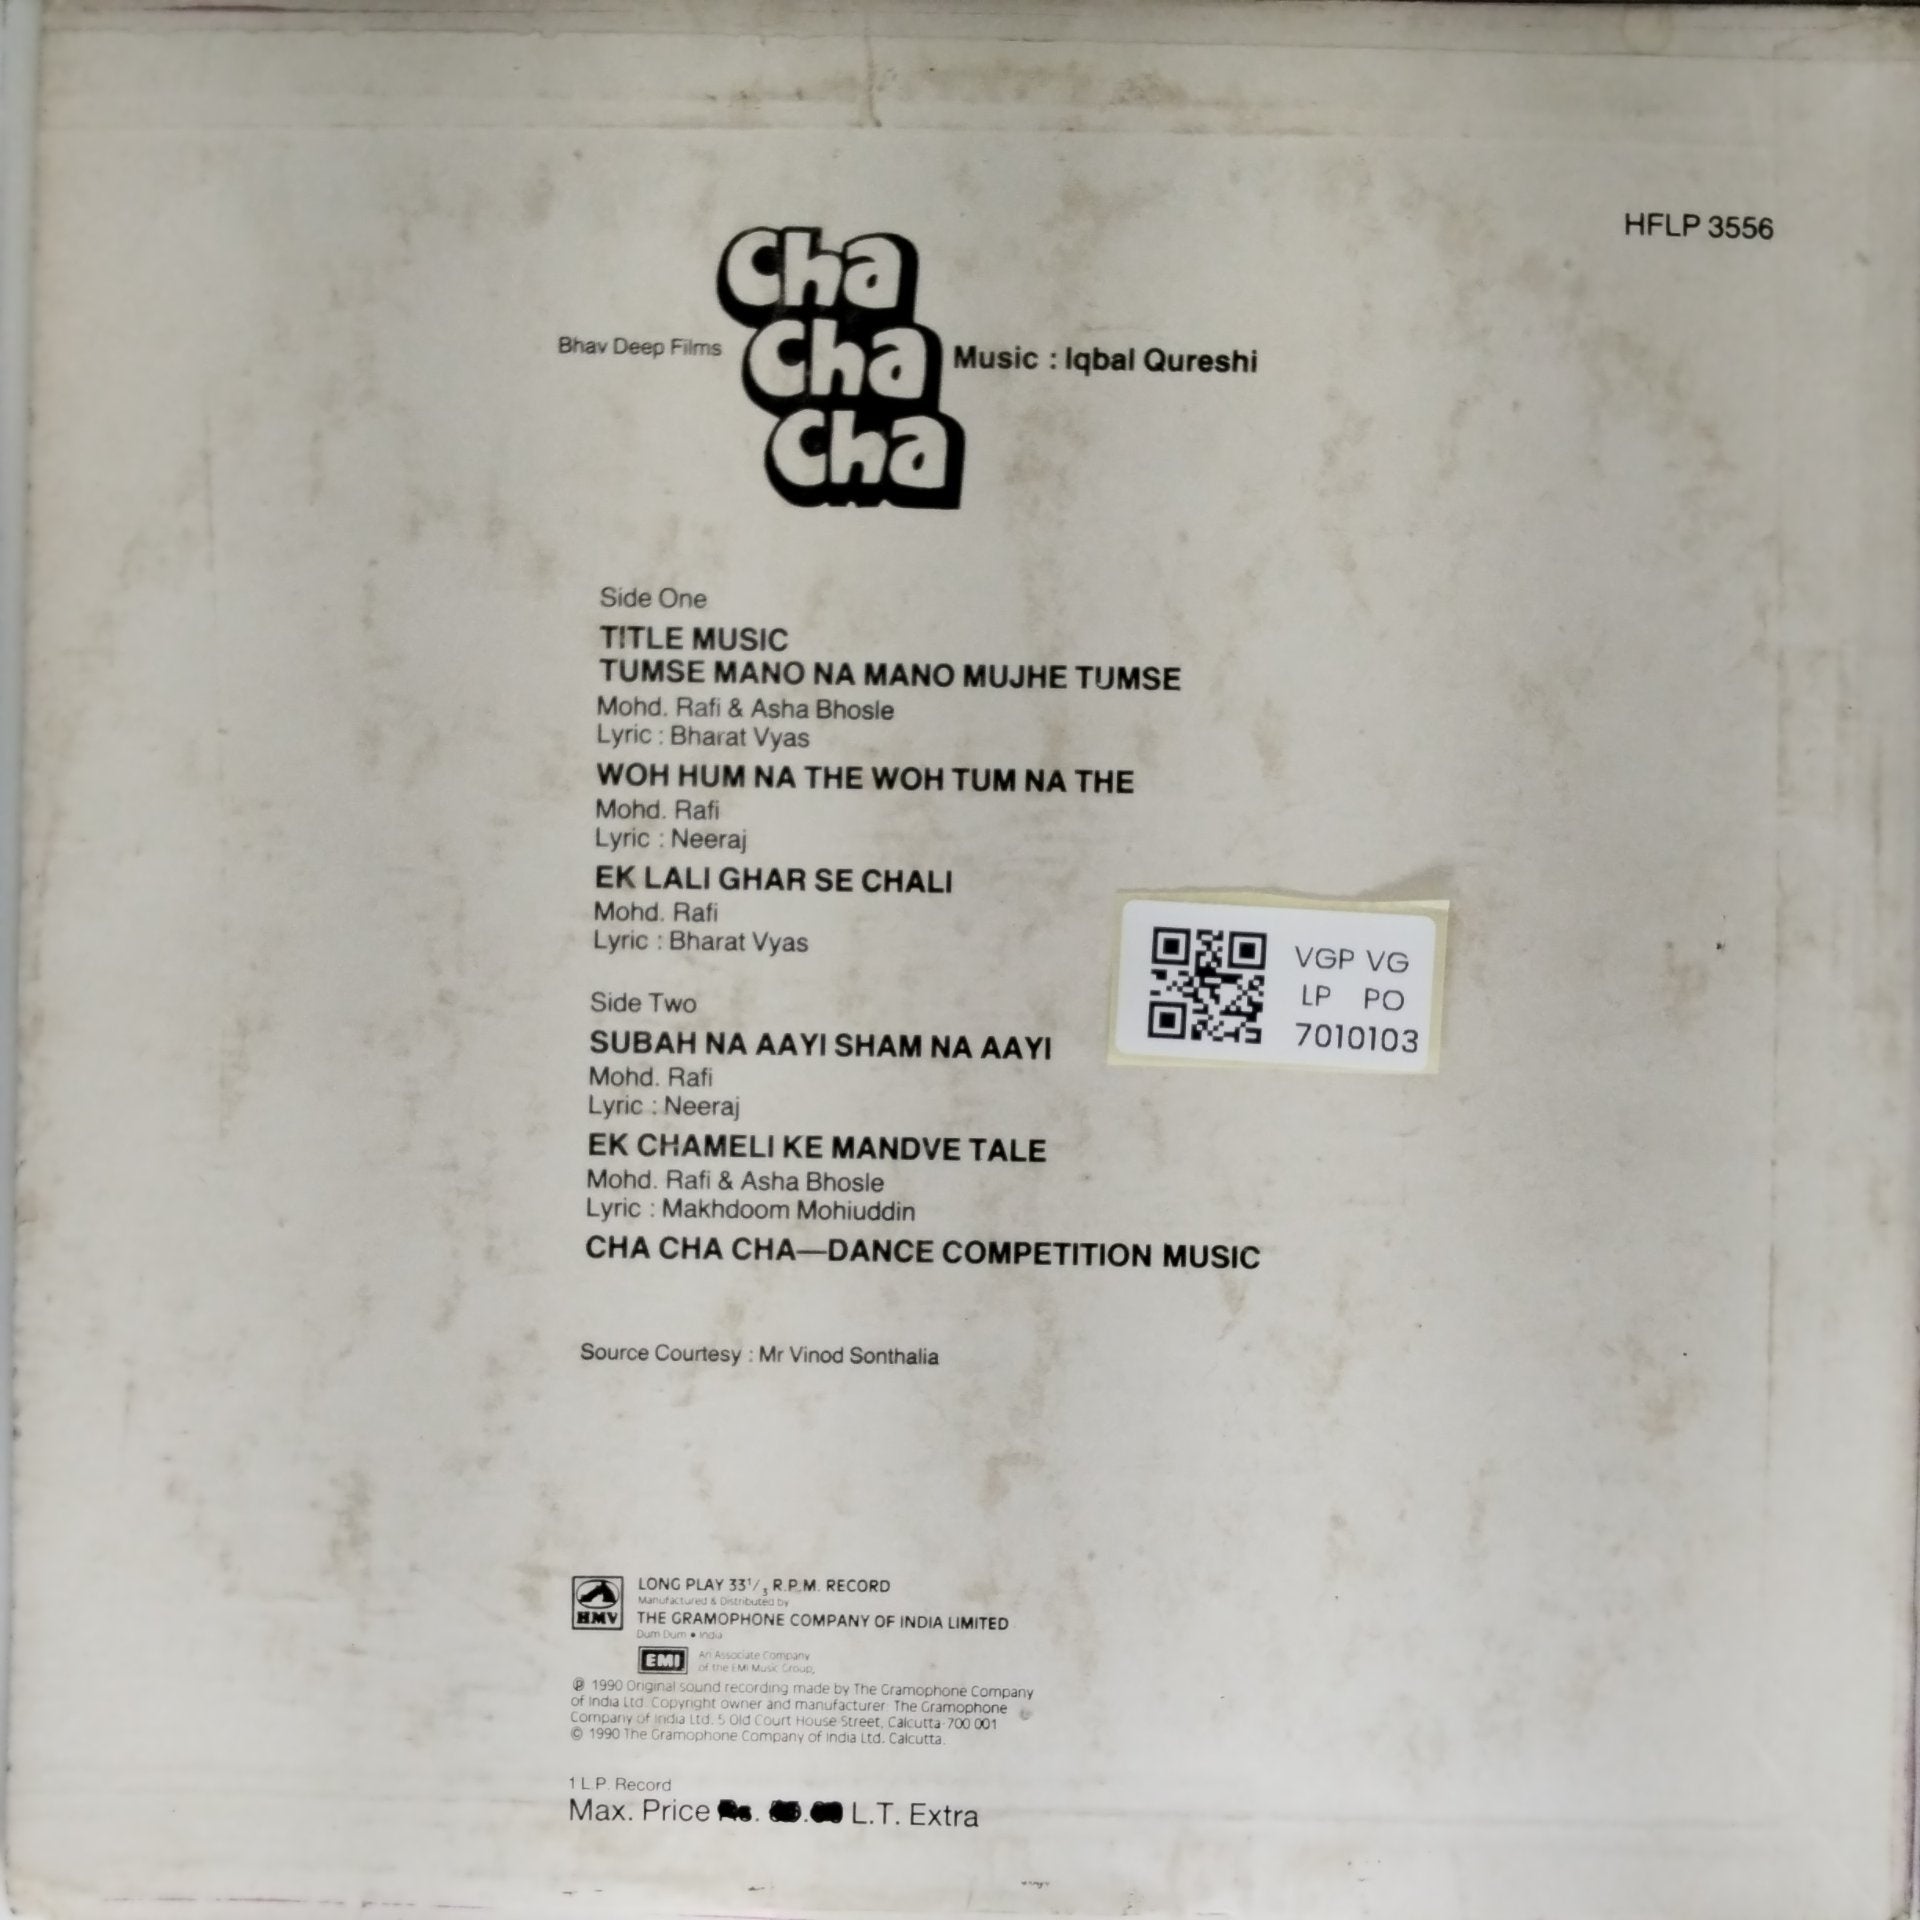 HFLP 3556
Cha
Cha
Cha
Bhav Deep Films
Music : Iqbal Qureshi
Side One
TITLE MUSIC
TUMSE MANO NA MANO MUJHE TUMSE
Mohd. Rafi & Asha Bhosle
Lyric : Bharat Vyas
WOH HUM NA THE WOH TUM NA THE
Mohd. Rafi
Lyric : Neeraj
EK LALI GHAR SE CHALI
Mohd. Rafi
Lyric : Bharat Vyas
VGP VG
LP PO
7010103
Side Two
SUBAH NA AAYI SHAM NA AAYI
Mohd. Rafi
Lyric : Neeraj
EK CHAMELI KE MANDVE TALE
Mohd. Rafi & Asha Bhosle
Lyric : Makhdoom Mohiuddin
CHA CHA CHA—DANCE COMPETITION MUSIC
Source Courtesy : Mr Vinod Sonthalia
HMV
LONG PLAY 33 1/3 R.P.M. RECORD
Manufactured & Distributed by
THE GRAMOPHONE COMPANY OF INDIA LIMITED
Dum Dum • India
EMI
An Associate Company
of the EMI Music Group,
℗ 1990 Original sound recording made by The Gramophone Company
of India Ltd. Copyright owner and manufacturer The Gramophone
Company of India Ltd. 5 Old Court House Street, Calcutta-700 001
© 1990 The Gramophone Company of India Ltd. Calcutta.
1 L.P. Record
Max. Price Rs. L.T. Extra